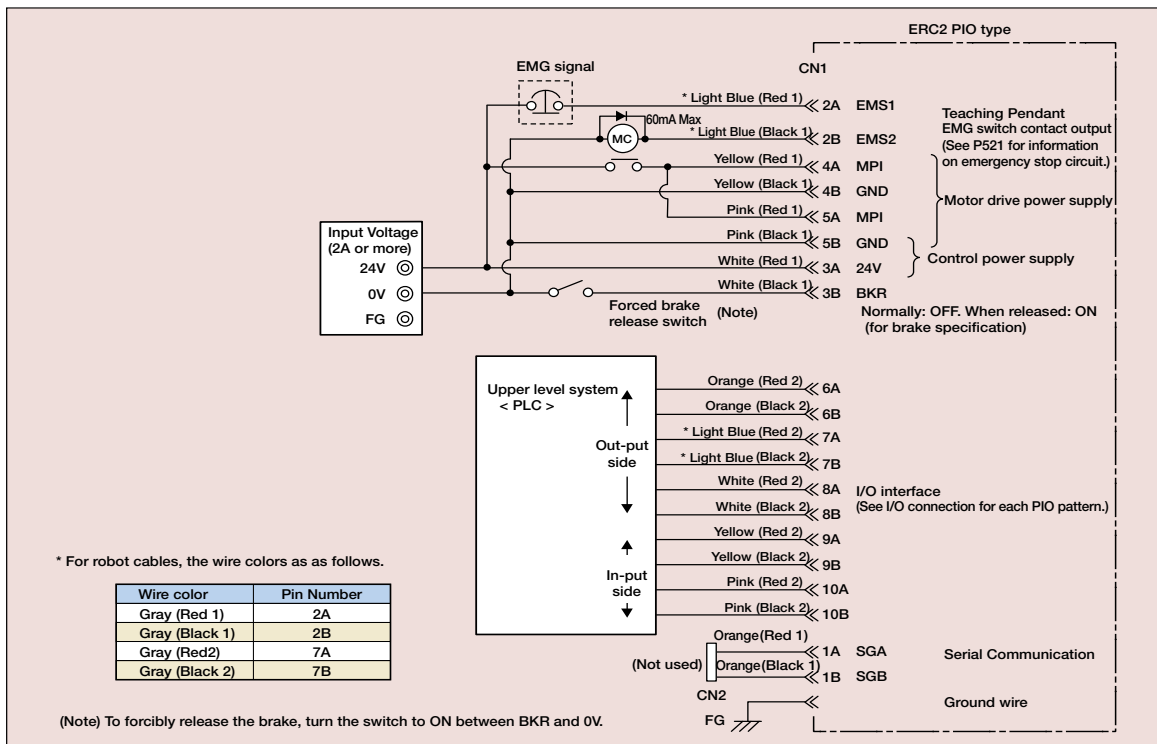 ERC2 PIO type
CN1
EMG signal
* Light Blue (Red 1)
2A EMS1
60mA Max
MC
* Light Blue (Black 1)
2B EMS2
Teaching Pendant
EMG switch contact output
(See P521 for information
on emergency stop circuit.)
Yellow (Red 1)
4A MPI
Yellow (Black 1)
4B GND
Pink (Red 1)
5A MPI
Motor drive power supply
Pink (Black 1)
5B GND
White (Red 1)
3A 24V
Control power supply
White (Black 1)
3B BKR
Input Voltage
(2A or more)
24V
0V
FG
Forced brake
release switch
(Note)
Normally: OFF. When released: ON
(for brake specification)
Upper level system
< PLC >
Out-put
side
In-put
side
Orange (Red 2)
6A
Orange (Black 2)
6B
* Light Blue (Red 2)
7A
* Light Blue (Black 2)
7B
White (Red 2)
8A
White (Black 2)
8B
Yellow (Red 2)
9A
Yellow (Black 2)
9B
Pink (Red 2)
10A
Pink (Black 2)
10B
I/O interface
(See I/O connection for each PIO pattern.)
Orange(Red 1)
1A SGA
(Not used)
Orange(Black 1)
1B SGB
Serial Communication
CN2
FG
Ground wire
* For robot cables, the wire colors as as follows.
Wire color Pin Number
Gray (Red 1) 2A
Gray (Black 1) 2B
Gray (Red2) 7A
Gray (Black 2) 7B
(Note) To forcibly release the brake, turn the switch to ON between BKR and 0V.